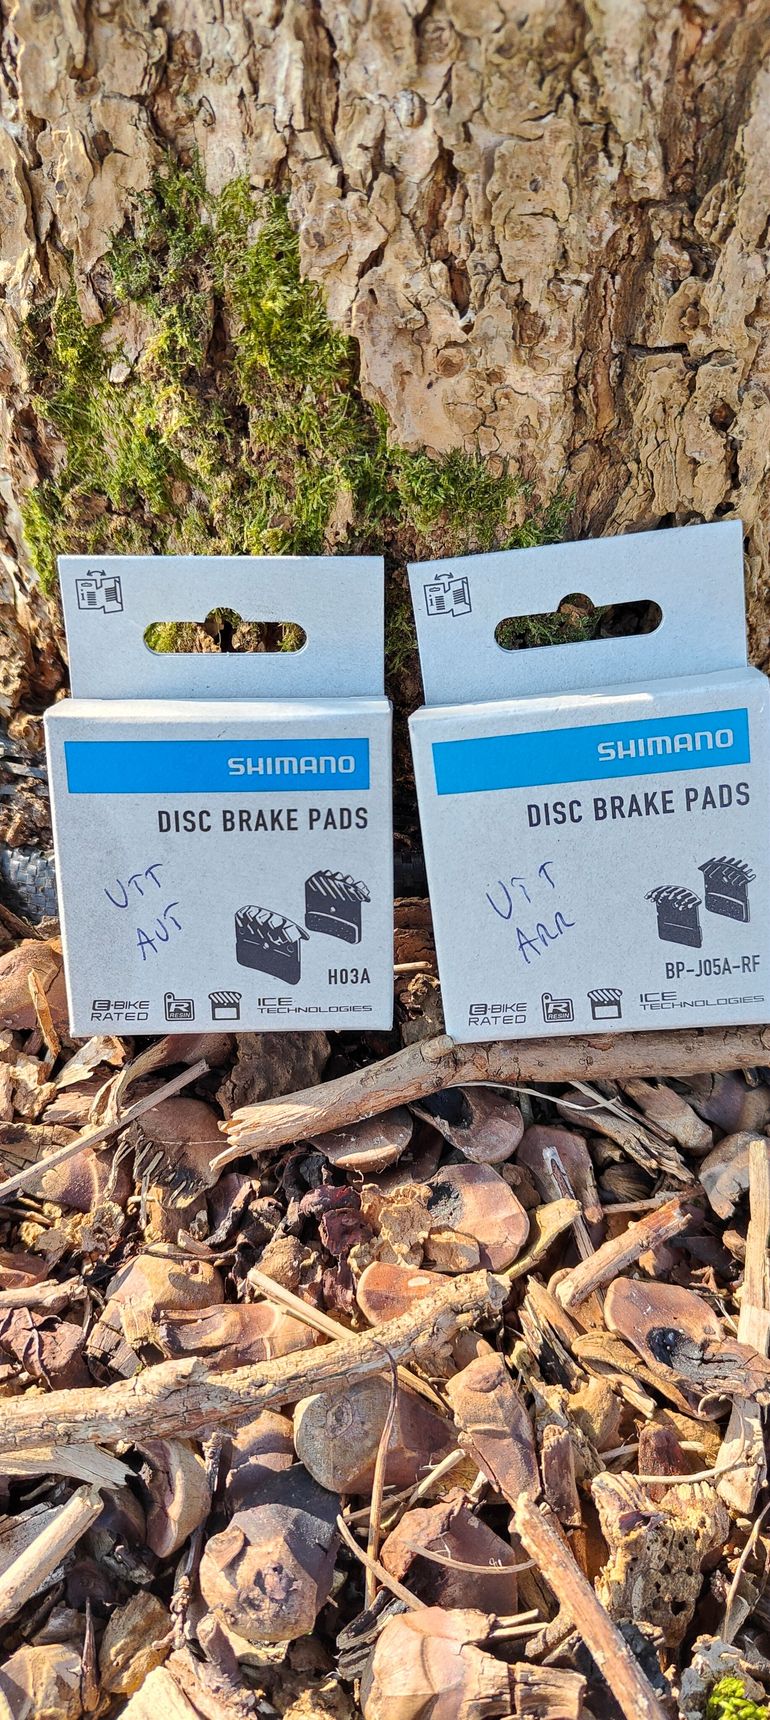 SHIMANO
DISC BRAKE PADS
VTT
AVT
H03A
E-BIKE
RATED
R
RESIN
ICE
TECHNOLOGIES
SHIMANO
DISC BRAKE PADS
VTT
ARR
BP-J05A-RF
E-BIKE
RATED
R
RESIN
ICE
TECHNOLOGIES